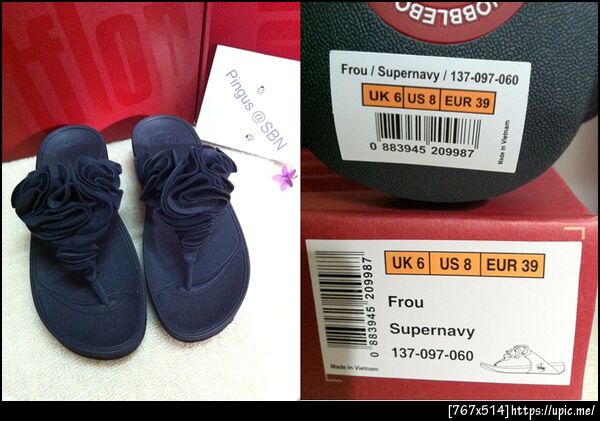 fitflop
Pingus @SBN
WOBBLEBO
Frou / Supernavy / 137-097-060
UK 6 US 8 EUR 39
0 883945 209987
Made in Vietnam
UK 6 US 8 EUR 39
0 883945 209987
Frou
Supernavy
137-097-060
Made in Vietnam
[767x514]https://upic.me/